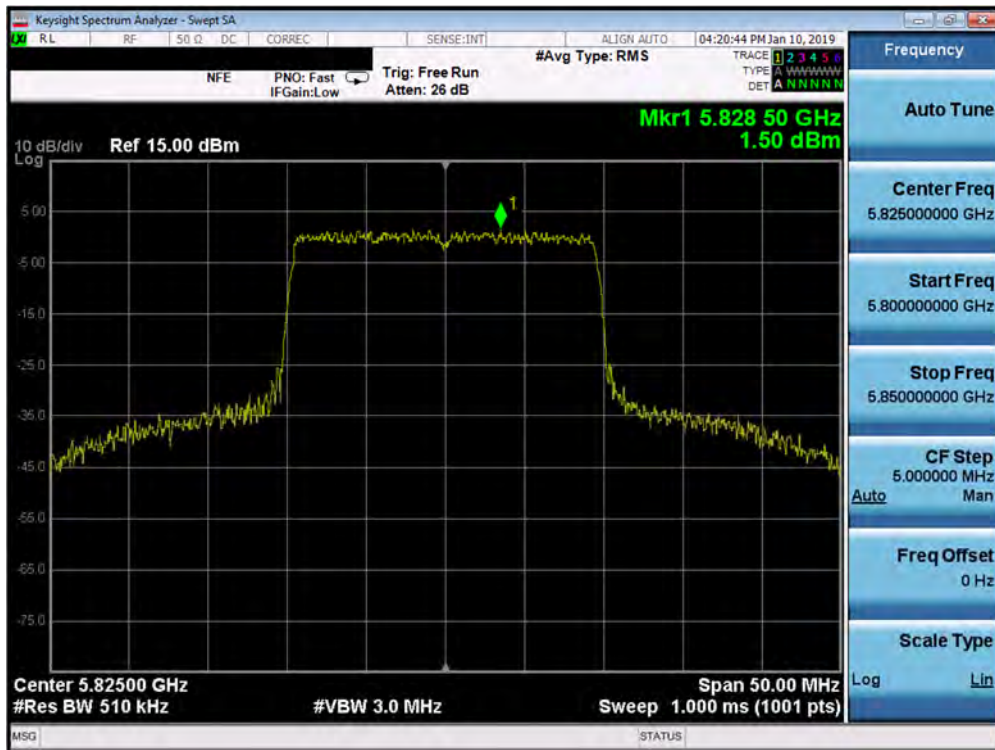 Keysight Spectrum Analyzer - Swept SA
LXI RL RF 50 Ω DC CORREC SENSE:INT ALIGN AUTO 04:20:44 PM Jan 10, 2019
#Avg Type: RMS
TRACE 1 2 3 4 5 6
NFE PNO: Fast Trig: Free Run
TYPE A WWWWW
IFGain:Low Atten: 26 dB
DET A N N N N N
Mkr1 5.828 50 GHz
1.50 dBm
10 dB/div Ref 15.00 dBm
Log
1
5.00
-5.00
-15.0
-25.0
-35.0
-45.0
-55.0
-65.0
-75.0
Center 5.82500 GHz Span 50.00 MHz
#Res BW 510 kHz #VBW 3.0 MHz Sweep 1.000 ms (1001 pts)
MSG STATUS
Frequency
Auto Tune
Center Freq
5.825000000 GHz
Start Freq
5.800000000 GHz
Stop Freq
5.850000000 GHz
CF Step
5.000000 MHz
Auto Man
Freq Offset
0 Hz
Scale Type
Log Lin